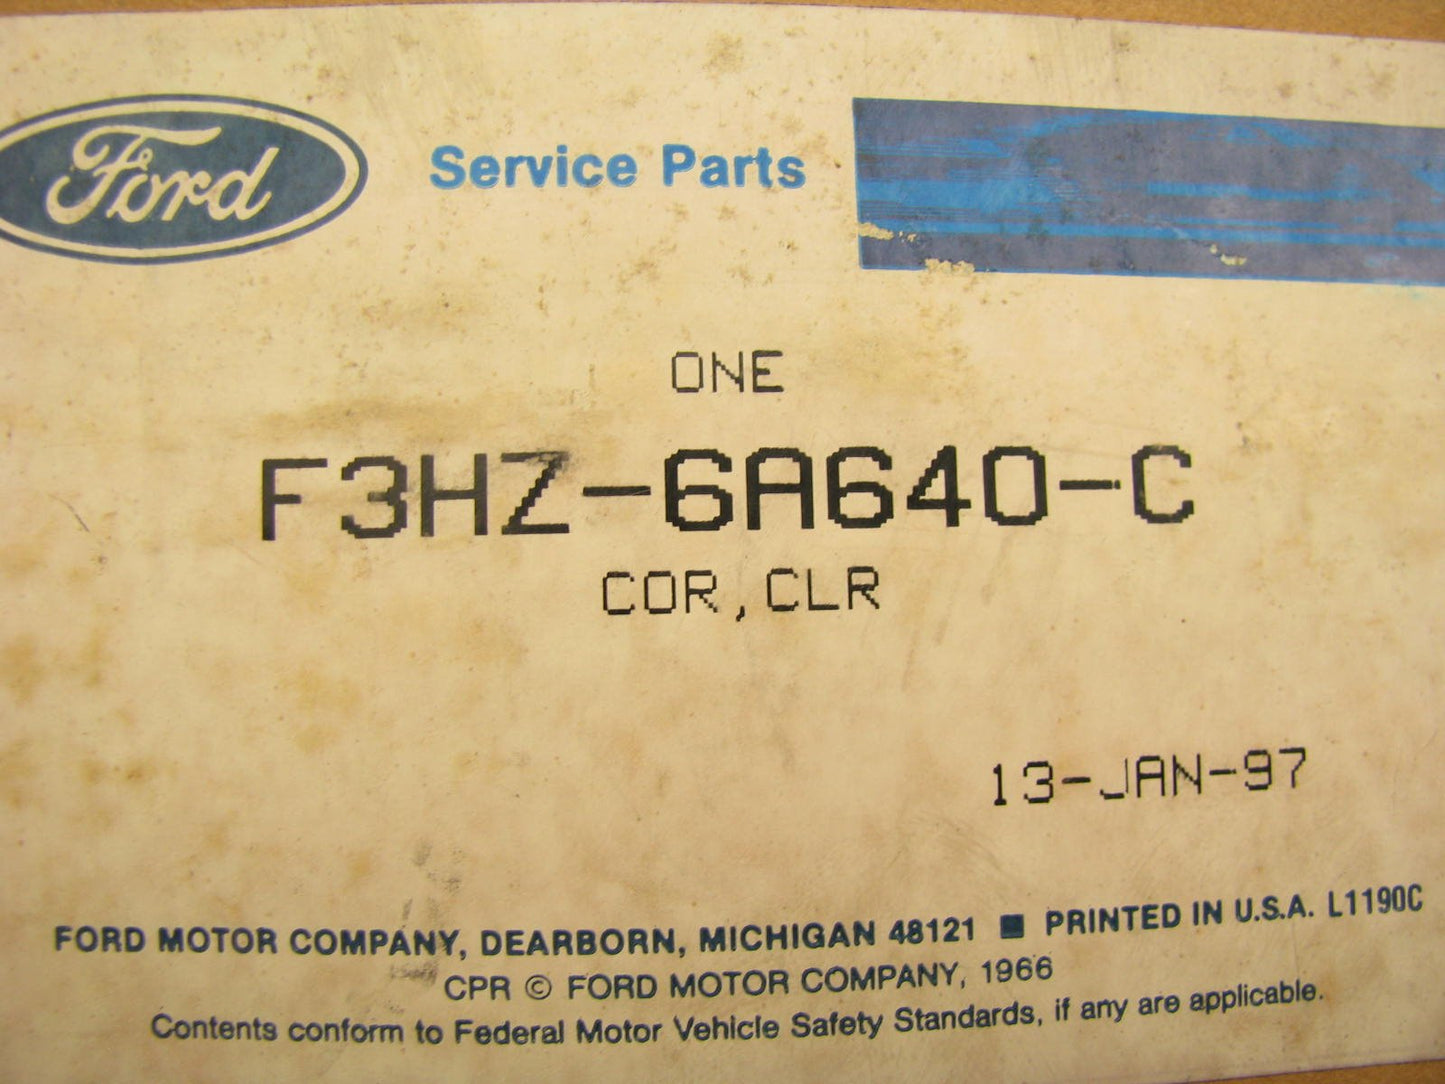 Ford Service Parts
ONE
F3HZ-6A640-C
COR,CLR
13-JAN-97
FORD MOTOR COMPANY, DEARBORN, MICHIGAN 48121 ■ PRINTED IN U.S.A. L1190C
CPR © FORD MOTOR COMPANY, 1966
Contents conform to Federal Motor Vehicle Safety Standards, if any are applicable.